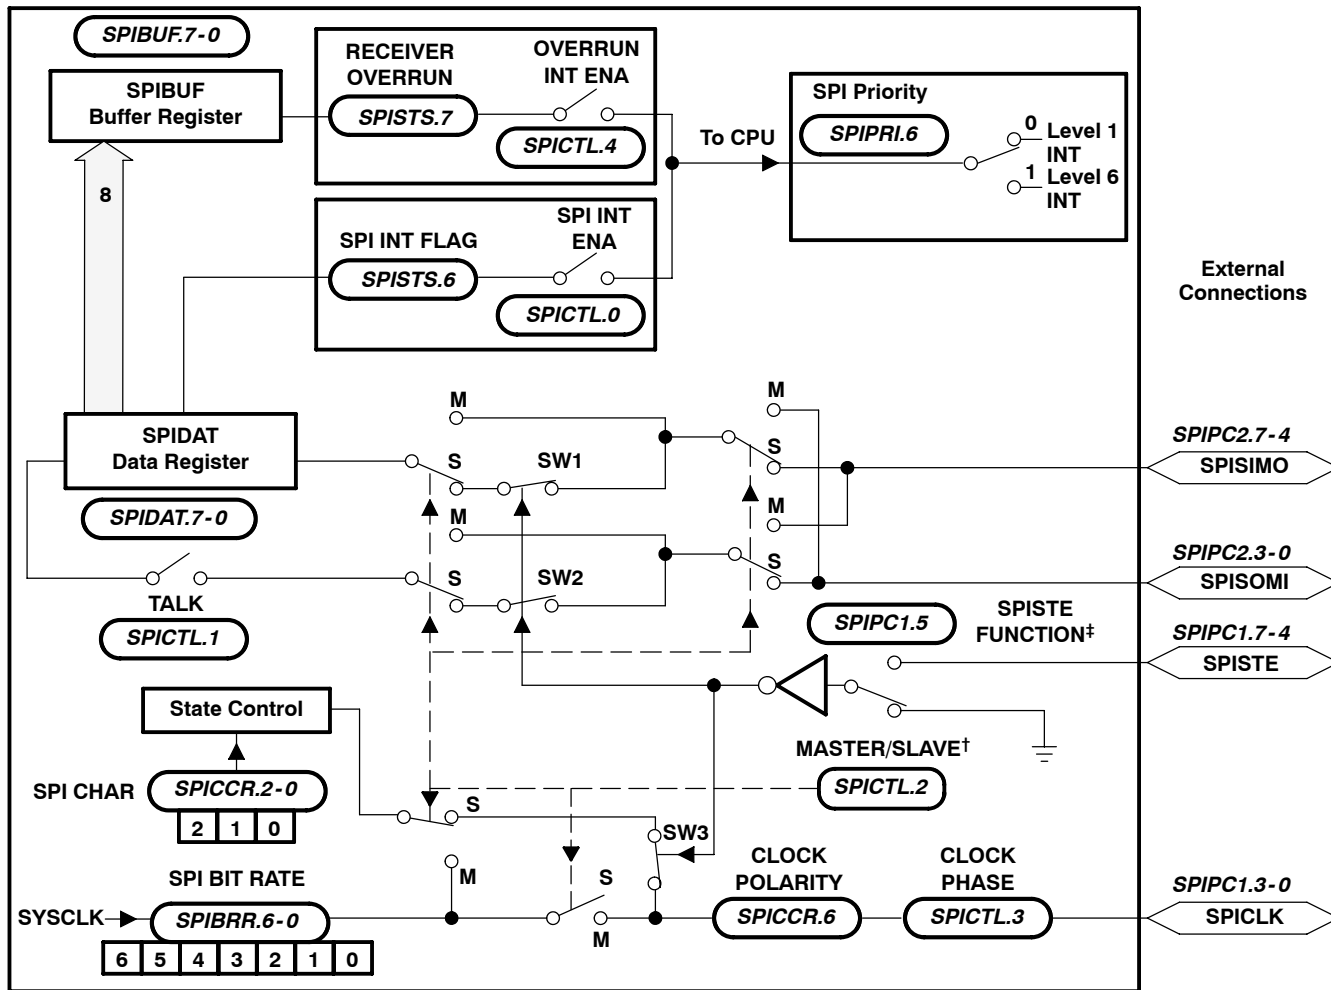 SPIBUF.7-0
SPIBUF
Buffer Register
8
RECEIVER
OVERRUN
SPISTS.7
OVERRUN
INT ENA
SPICTL.4
SPI INT FLAG
SPISTS.6
SPI INT
ENA
SPICTL.0
To CPU
SPI Priority
SPIPRI.6
0
Level 1
INT
1
Level 6
INT
External
Connections
SPIDAT
Data Register
SPIDAT.7-0
TALK
SPICTL.1
M
S
SW1
M
S
SW2
M
S
M
S
SPIPC2.7-4
SPISIMO
SPIPC2.3-0
SPISOMI
SPIPC1.5
SPISTE
FUNCTION‡
SPIPC1.7-4
SPISTE
State Control
SPI CHAR
SPICCR.2-0
2 1 0
MASTER/SLAVE†
SPICTL.2
S
M
SW3
SPI BIT RATE
SYSCLK
SPIBRR.6-0
6 5 4 3 2 1 0
S
M
CLOCK
POLARITY
SPICCR.6
CLOCK
PHASE
SPICTL.3
SPIPC1.3-0
SPICLK